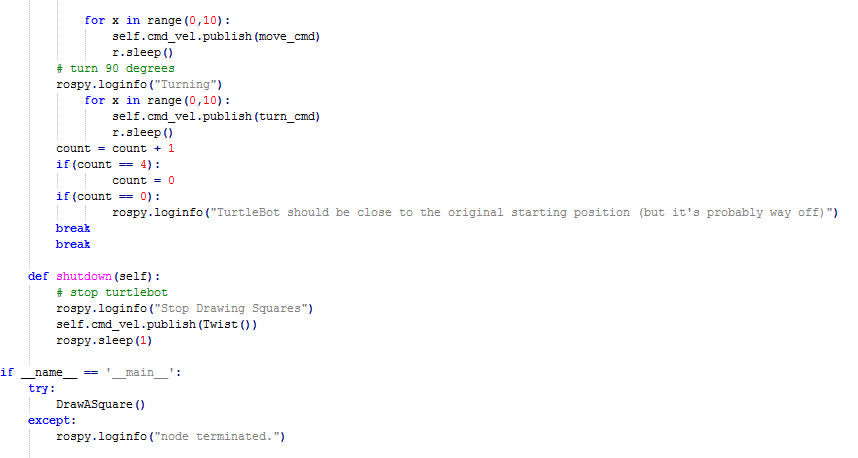 for x in range(0,10):
self.cmd_vel.publish(move_cmd)
r.sleep()
# turn 90 degrees
rospy.loginfo("Turning")
for x in range(0,10):
self.cmd_vel.publish(turn_cmd)
r.sleep()
count = count + 1
if(count == 4):
count = 0
if(count == 0):
rospy.loginfo("TurtleBot should be close to the original starting position (but it's probably way off)")
break
break
def shutdown(self):
# stop turtlebot
rospy.loginfo("Stop Drawing Squares")
self.cmd_vel.publish(Twist())
rospy.sleep(1)
if __name__ == '__main__':
try:
DrawASquare()
except:
rospy.loginfo("node terminated.")